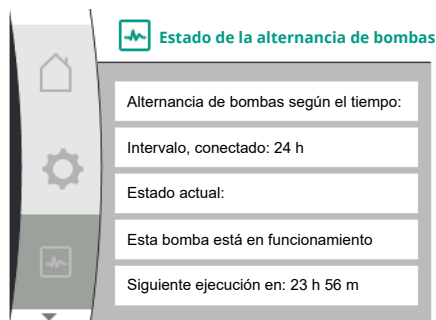 Estado de la alternancia de bombas
Alternancia de bombas según el tiempo:
Intervalo, conectado: 24 h
Estado actual:
Esta bomba está en funcionamiento
Siguiente ejecución en: 23 h 56 m